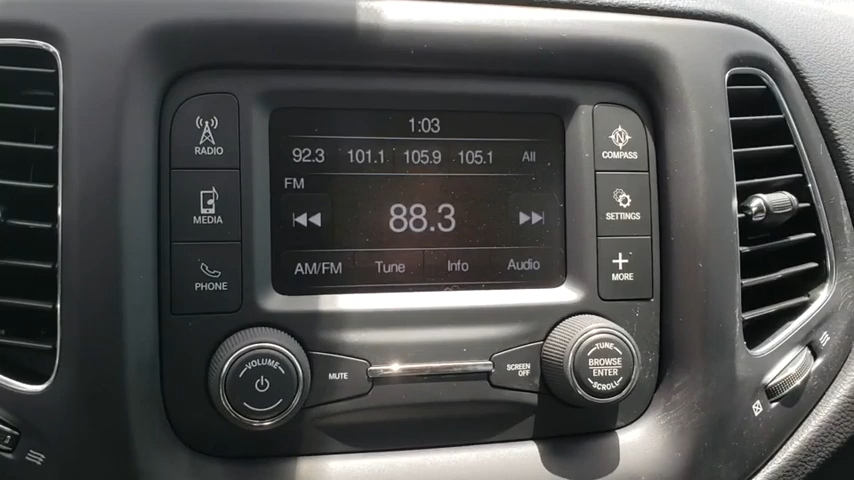 1:03
92.3 101.1 105.9 105.1 All
FM
88.3
AM/FM Tune Info Audio
RADIO
MEDIA
PHONE
N
COMPASS
SETTINGS
+
MORE
VOLUME
MUTE
SCREEN
OFF
TUNE
BROWSE
ENTER
SCROLL